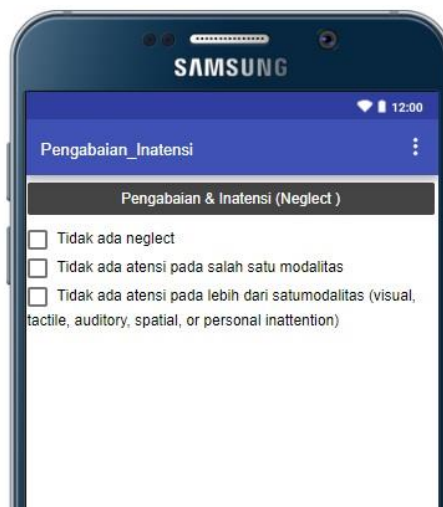 SAMSUNG
12:00
Pengabaian_Inatensi
Pengabaian & Inatensi (Neglect )
Tidak ada neglect
Tidak ada atensi pada salah satu modalitas
Tidak ada atensi pada lebih dari satumodalitas (visual,
tactile, auditory, spatial, or personal inattention)